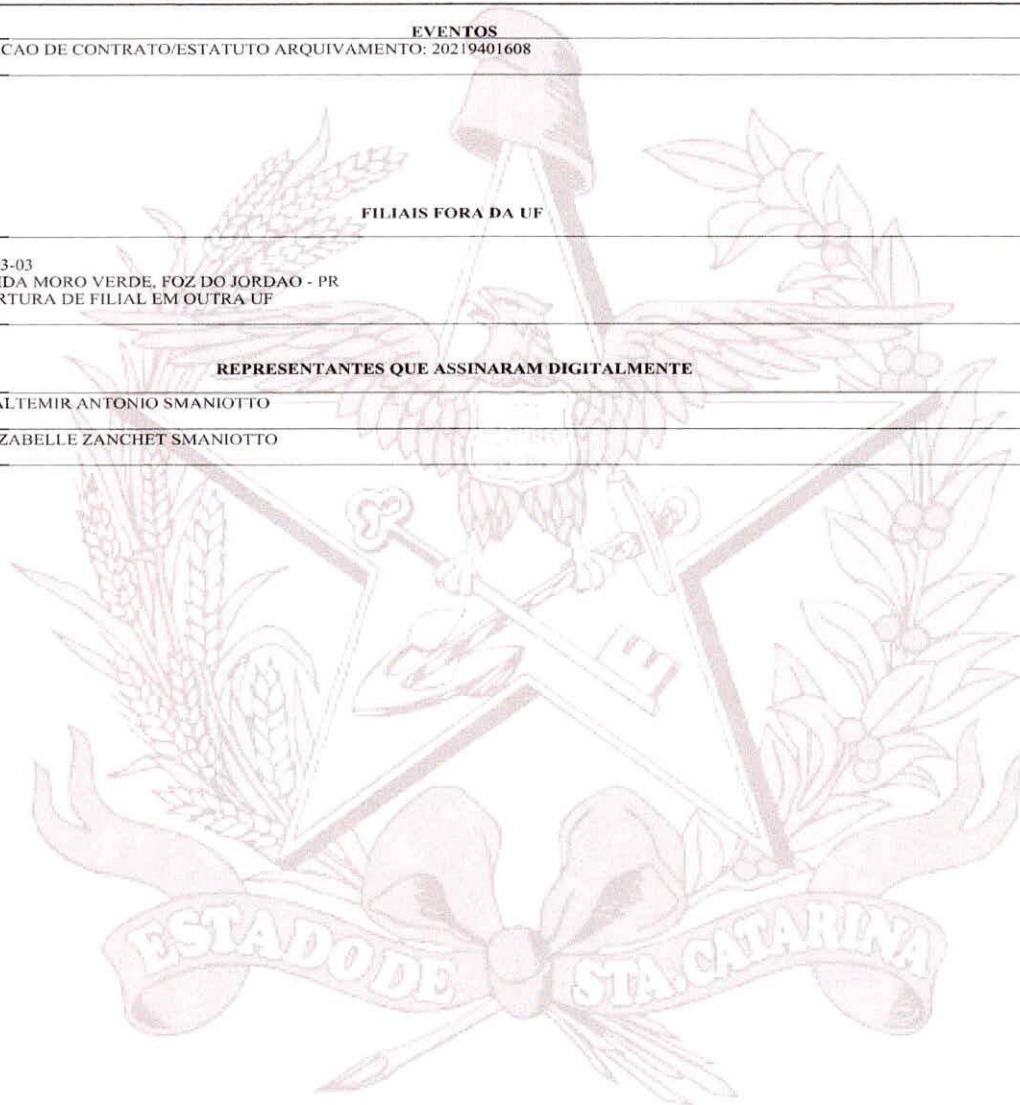 EVENTOS
CAO DE CONTRATO/ESTATUTO ARQUIVAMENTO: 20219401608
FILIAIS FORA DA UF
3-03
IDA MORO VERDE, FOZ DO JORDAO - PR
RTURA DE FILIAL EM OUTRA UF
REPRESENTANTES QUE ASSINARAM DIGITALMENTE
ALTEMIR ANTONIO SMANIOTTO
ZABELLE ZANCHET SMANIOTTO
ESTADO DE STA. CATARINA